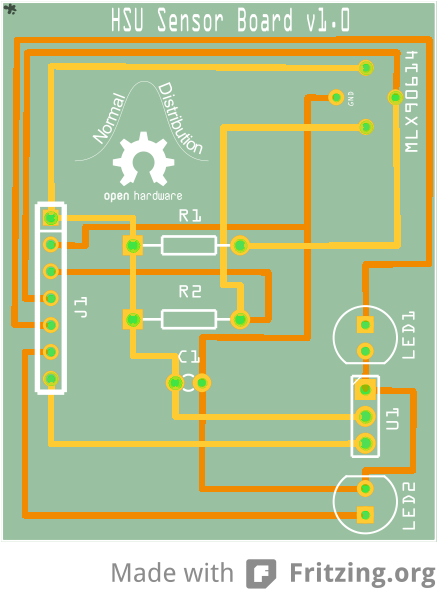 HSU Sensor Board v1.0
MLX90614
GND
Normal Distribution
open hardware
R1
J1
R2
LED1
C1
U1
LED2
Made with Fritzing.org